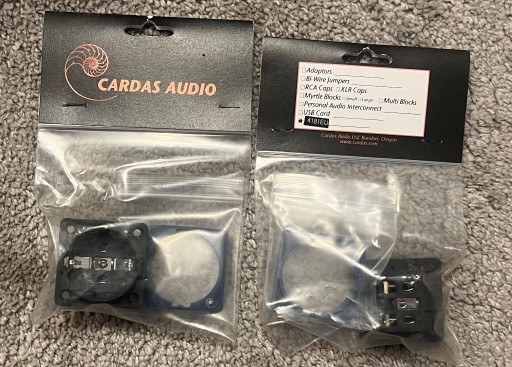 CARDAS AUDIO
Adaptors
Bi-Wire Jumpers
RCA Caps XLR Caps
Myrtle Blocks Small Large Multi Blocks
Personal Audio Interconnect
USB Card
4181EU
Cardas Audio Ltd, Bandon, Oregon
www.cardas.com